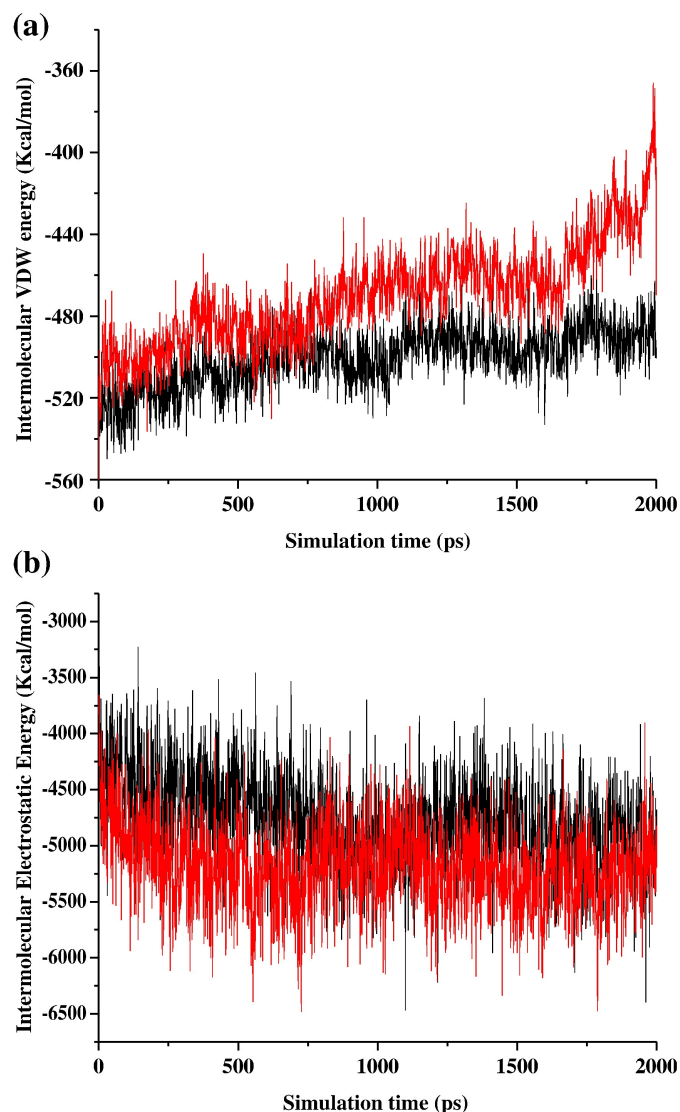 (a)
Intermolecular VDW energy (Kcal/mol)
-360
-400
-440
-480
-520
-560
0 500 1000 1500 2000
Simulation time (ps)
(b)
Intermolecular Electrostatic Energy (Kcal/mol)
-3000
-3500
-4000
-4500
-5000
-5500
-6000
-6500
0 500 1000 1500 2000
Simulation time (ps)